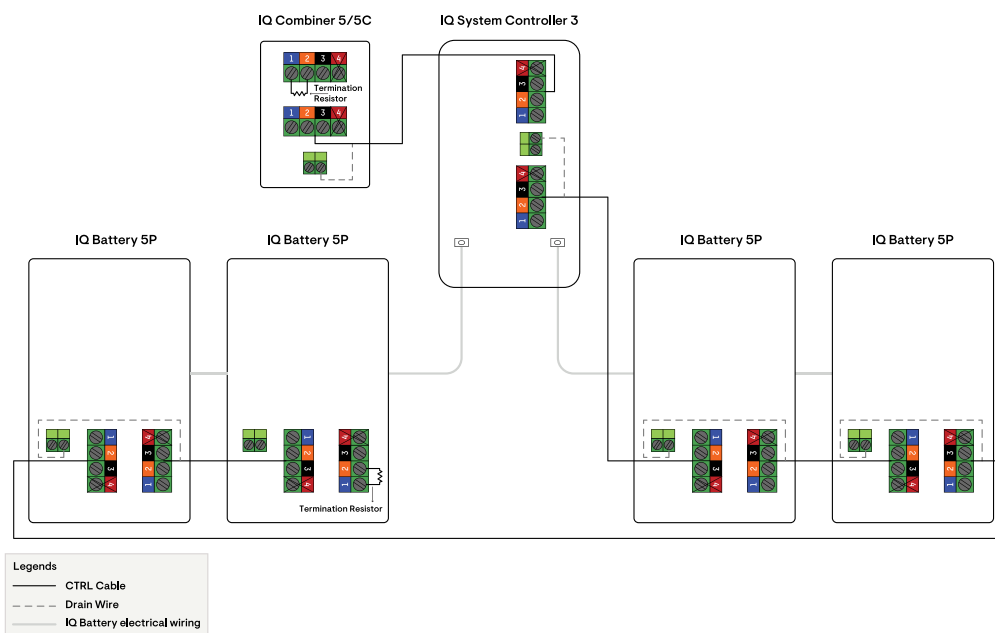 IQ Combiner 5/5C
IQ System Controller 3
1 2 3 4
Termination
Resistor
1 2 3 4
4 3 2 1
4 3 2 1
IQ Battery 5P
IQ Battery 5P
IQ Battery 5P
IQ Battery 5P
1 2 3 4
4 3 2 1
1 2 3 4
4 3 2 1
Termination Resistor
1 2 3 4
4 3 2 1
1 2 3 4
4 3 2 1
Legends
CTRL Cable
Drain Wire
IQ Battery electrical wiring